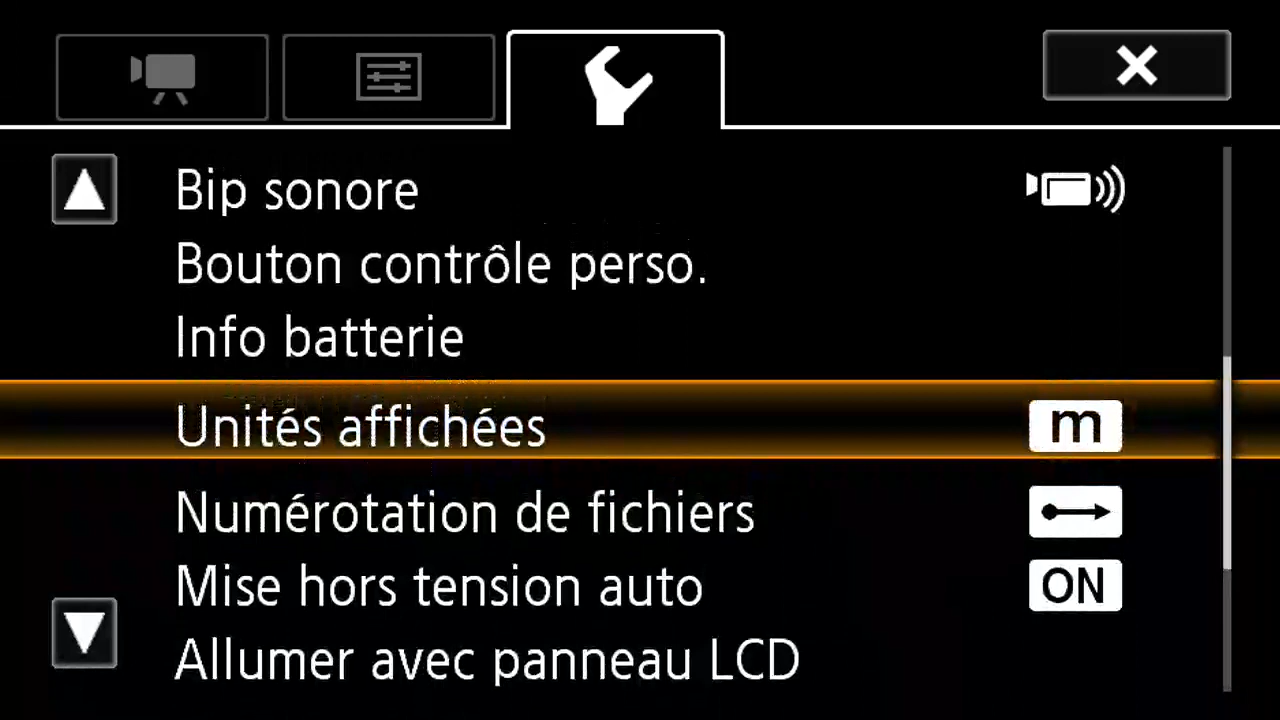 Bip sonore
Bouton contrôle perso.
Info batterie
Unités affichées m
Numérotation de fichiers
Mise hors tension auto ON
Allumer avec panneau LCD